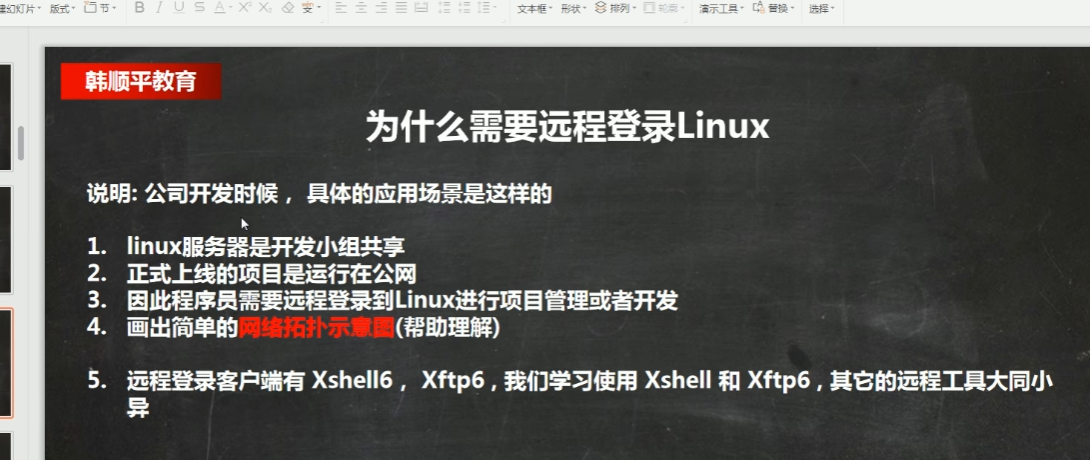 建幻灯片 版式 节 B I U S A X² X₂ 变 文本框 形状 排列 轮廓 演示工具 替换 选择
韩顺平教育
为什么需要远程登录Linux
说明: 公司开发时候， 具体的应用场景是这样的
1. linux服务器是开发小组共享
2. 正式上线的项目是运行在公网
3. 因此程序员需要远程登录到Linux进行项目管理或者开发
4. 画出简单的网络拓扑示意图(帮助理解)
5. 远程登录客户端有 Xshell6， Xftp6 , 我们学习使用 Xshell 和 Xftp6 , 其它的远程工具大同小
异